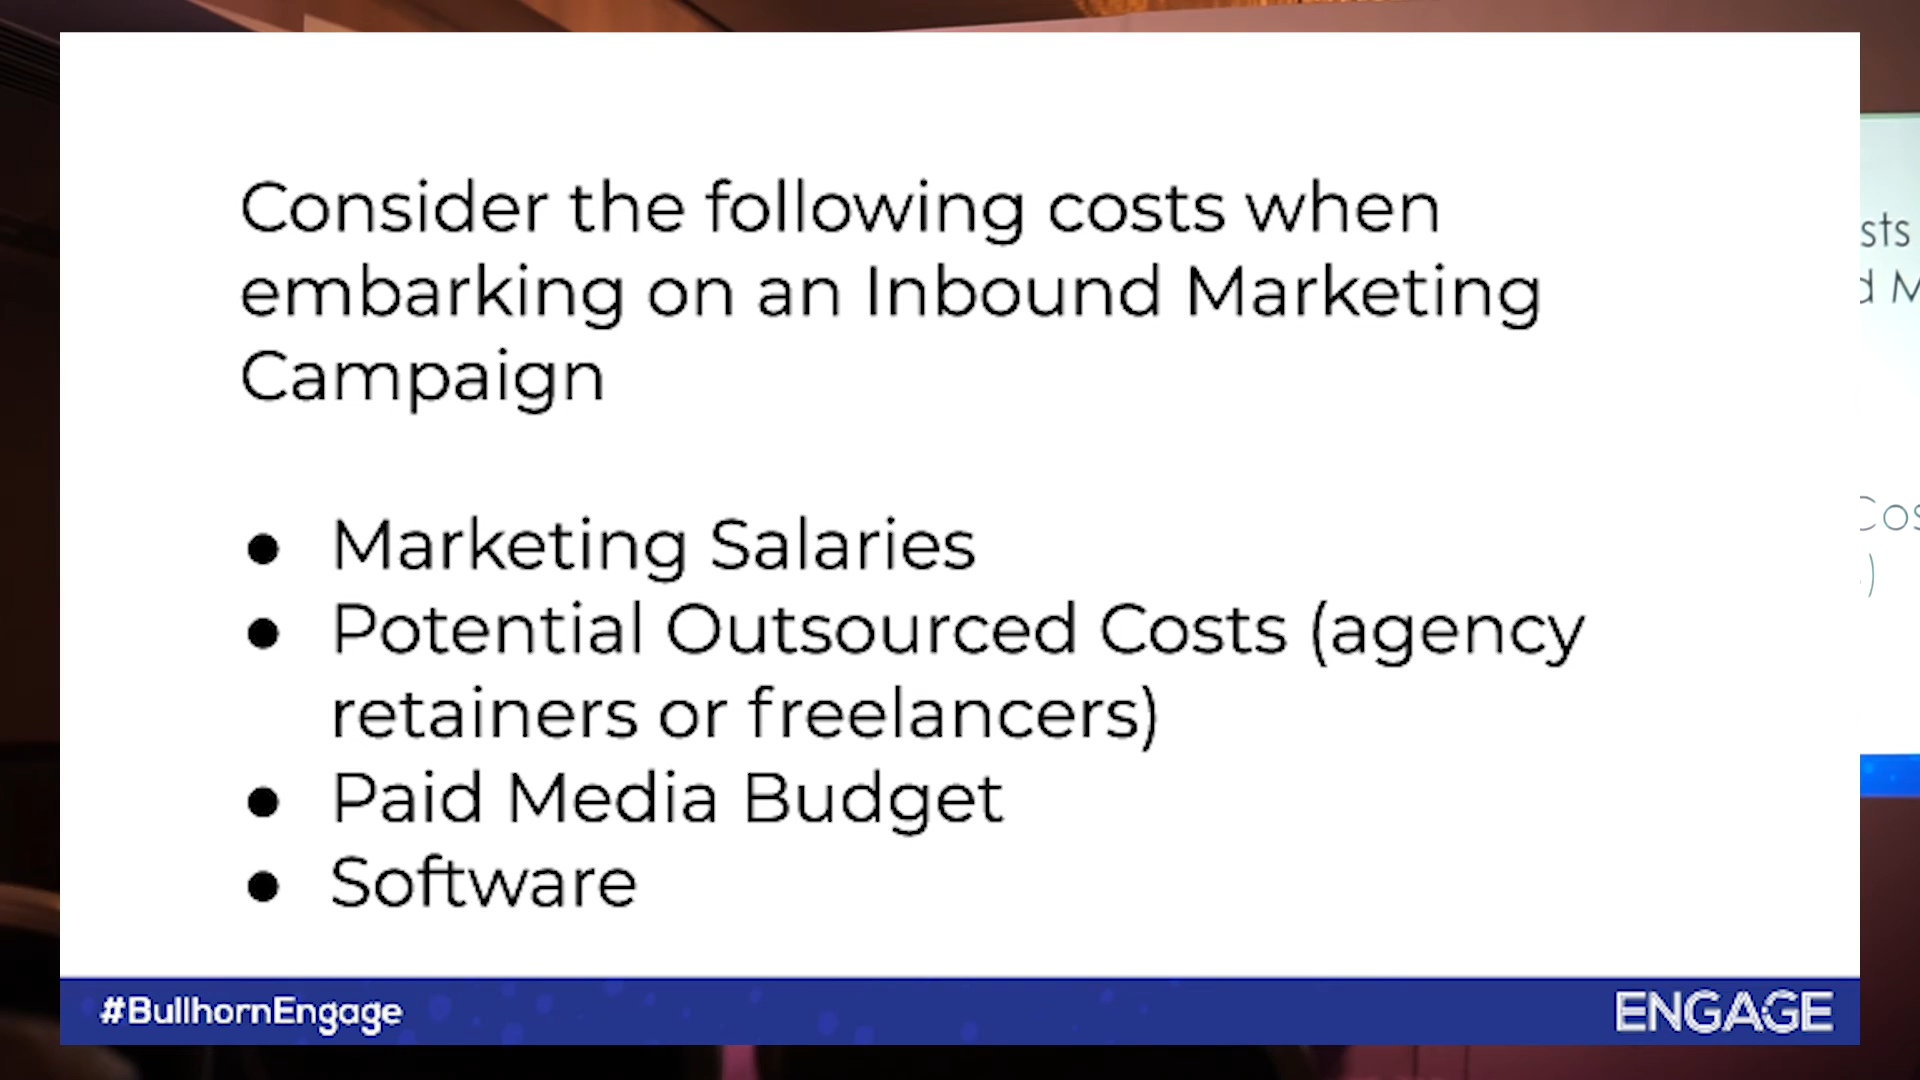 Consider the following costs when
embarking on an Inbound Marketing
Campaign
● Marketing Salaries
● Potential Outsourced Costs (agency
retainers or freelancers)
● Paid Media Budget
● Software
#BullhornEngage
ENGAGE